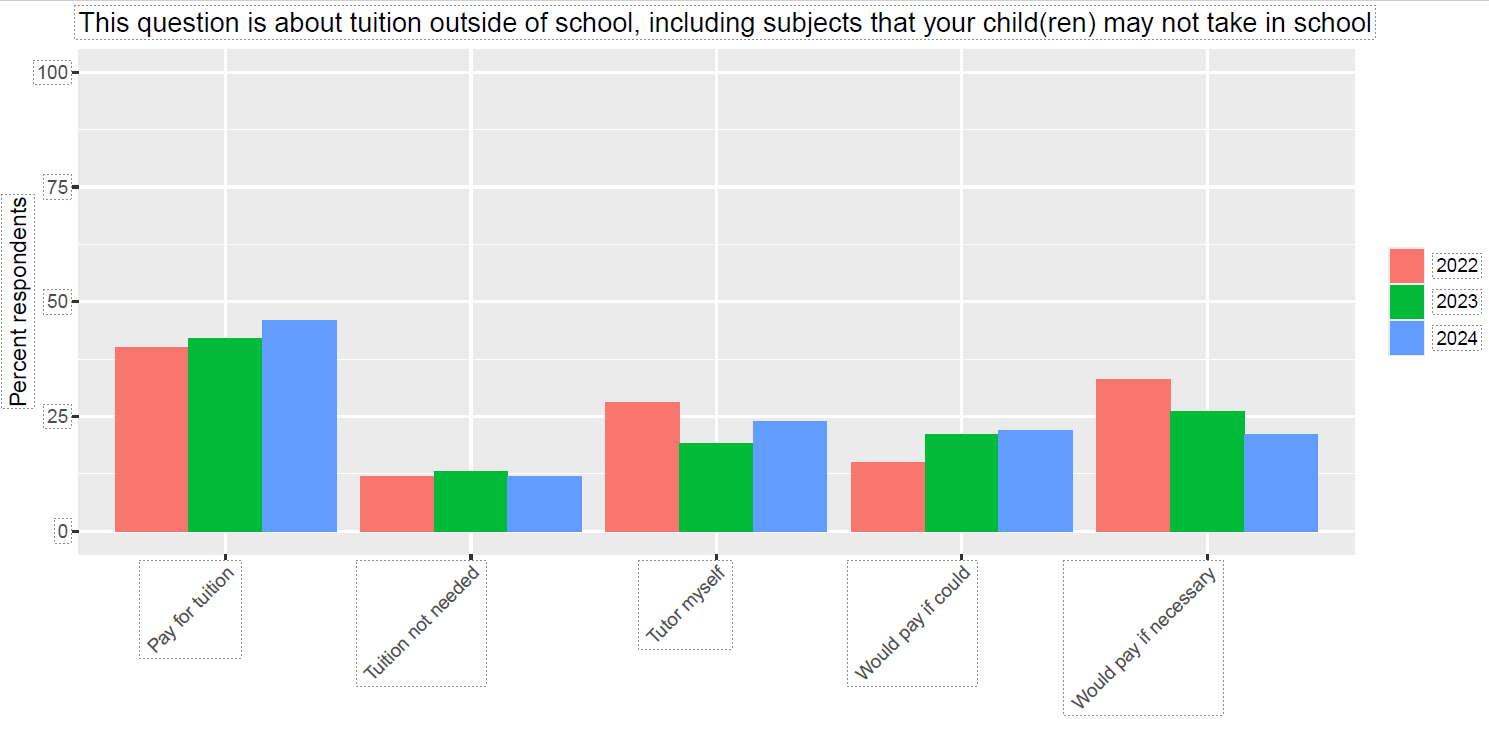 This question is about tuition outside of school, including subjects that your child(ren) may not take in school
100
75
50
25
0
Percent respondents
Pay for tuition
Tuition not needed
Tutor myself
Would pay if could
Would pay if necessary
2022
2023
2024